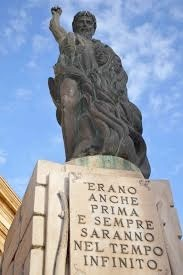 ERANO
ANCHE
PRIMA
E SEMPRE
SARANNO
NEL TEMPO
INFINITO